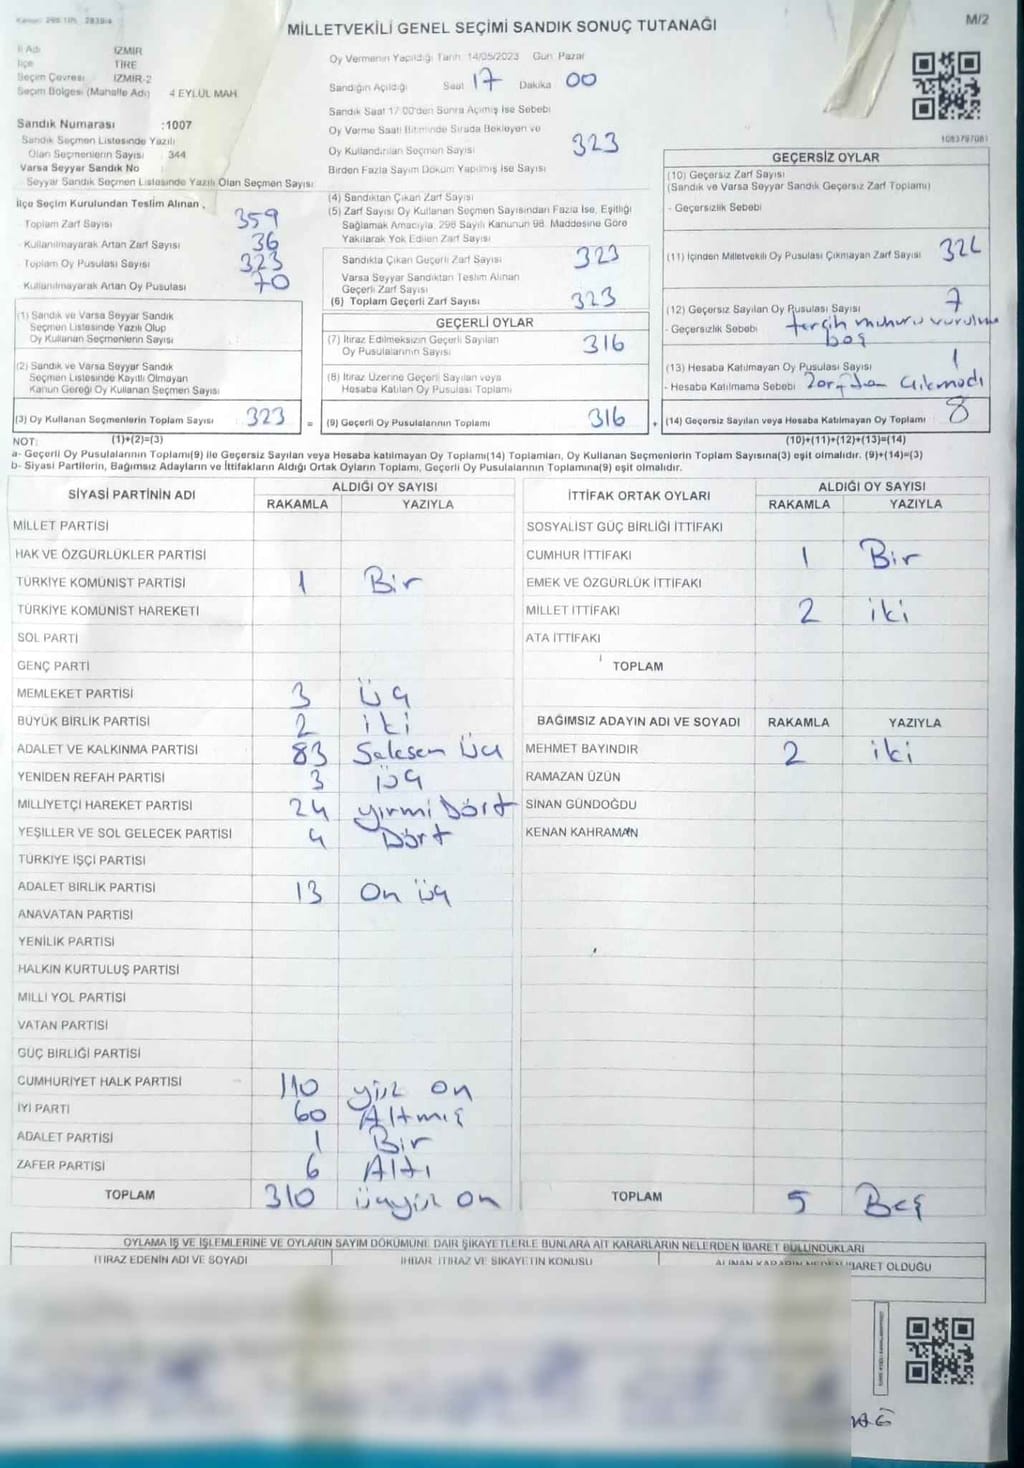 MİLLETVEKİLİ GENEL SEÇİMİ SANDIK SONUÇ TUTANAĞI
M/2
İl Adı İZMİR
İlçe TİRE
Seçim Çevresi İZMİR-2
Seçim Bölgesi (Mahalle Adı) 4 EYLÜL MAH.
Sandık Numarası :1007
Sandık Seçmen Listesinde Yazılı
Olan Seçmenlerin Sayısı : 344
Varsa Seyyar Sandık No
Seyyar Sandık Seçmen Listesinde Yazılı Olan Seçmen Sayısı
Oy Vermenin Yapıldığı Tarih 14/05/2023 Gün Pazar
Sandığın Açıldığı Saat 17 Dakika 00
Sandık Saat 17:00'den Sonra Açılmış İse Sebebi
Oy Verme Saati Bitiminde Sırada Bekleyen ve
Oy Kullandırılan Seçmen Sayısı 323
Birden Fazla Sayım Döküm Yapılmış İse Sayısı
1083797081
İlçe Seçim Kurulundan Teslim Alınan ,
Toplam Zarf Sayısı 359
Kullanılmayarak Artan Zarf Sayısı 36
Toplam Oy Pusulası Sayısı 323
Kullanılmayarak Artan Oy Pusulası 70
(1) Sandık ve Varsa Seyyar Sandık
Seçmen Listesinde Yazılı Olup
Oy Kullanan Seçmenlerin Sayısı
(2) Sandık ve Varsa Seyyar Sandık
Seçmen Listesinde Kayıtlı Olmayan
Kanun Gereği Oy Kullanan Seçmen Sayısı
(3) Oy Kullanan Seçmenlerin Toplam Sayısı 323 =
(4) Sandıktan Çıkan Zarf Sayısı
(5) Zarf Sayısı Oy Kullanan Seçmen Sayısından Fazla İse, Eşitliği
Sağlamak Amacıyla, 298 Sayılı Kanunun 98. Maddesine Göre
Yakılarak Yok Edilen Zarf Sayısı
Sandıkta Çıkan Geçerli Zarf Sayısı 323
Varsa Seyyar Sandıktan Teslim Alınan
Geçerli Zarf Sayısı
(6) Toplam Geçerli Zarf Sayısı 323
GEÇERLİ OYLAR
(7) İtiraz Edilmeksizin Geçerli Sayılan
Oy Pusulalarının Sayısı 316
(8) İtiraz Üzerine Geçerli Sayılan veya
Hesaba Katılan Oy Pusulası Toplamı
(9) Geçerli Oy Pusulalarının Toplamı 316 +
GEÇERSİZ OYLAR
(10) Geçersiz Zarf Sayısı
(Sandık ve Varsa Seyyar Sandık Geçersiz Zarf Toplamı)
- Geçersizlik Sebebi
(11) İçinden Milletvekili Oy Pusulası Çıkmayan Zarf Sayısı
(12) Geçersiz Sayılan Oy Pusulası Sayısı 7
- Geçersizlik Sebebi tercih mührü
boş
(13) Hesaba Katılmayan Oy Pusulası Sayısı 1
- Hesaba Katılmama Sebebi Zarftan Çıkmadı
(14) Geçersiz Sayılan veya Hesaba Katılmayan Oy Toplamı 8
NOT: (1)+(2)=(3) (10)+(11)+(12)+(13)=(14)
a- Geçerli Oy Pusulasının Toplamı(9) ile Geçersiz Sayılan veya Hesaba katılmayan Oy Toplamı(14) Toplamları, Oy Kullanan Seçmenlerin Toplam Sayısına(3) eşit olmalıdır. (9)+(14)=(3)
b- Siyasi Partilerin, Bağımsız Adayların ve İttifakların Aldığı Ortak Oyların Toplamı, Geçerli Oy Pusulalarının Toplamına(9) eşit olmalıdır.
SİYASİ PARTİNİN ADI ALDIĞI OY SAYISI
RAKAMLA YAZIYLA
MİLLET PARTİSİ
HAK VE ÖZGÜRLÜKLER PARTİSİ
TÜRKİYE KOMÜNİST PARTİSİ 1 Bir
TÜRKİYE KOMÜNİST HAREKETİ
SOL PARTİ
GENÇ PARTİ
MEMLEKET PARTİSİ 3 Üç
BÜYÜK BİRLİK PARTİSİ 2 iki
ADALET VE KALKINMA PARTİSİ 83 Seksen Üç
YENİDEN REFAH PARTİSİ 3 Üç
MİLLİYETÇİ HAREKET PARTİSİ 24 yirmi Dört
YEŞİLLER VE SOL GELECEK PARTİSİ 4 Dört
TÜRKİYE İŞÇİ PARTİSİ
ADALET BİRLİK PARTİSİ 13 On üç
ANAVATAN PARTİSİ
YENİLİK PARTİSİ
HALKIN KURTULUŞ PARTİSİ
MİLLİ YOL PARTİSİ
VATAN PARTİSİ
GÜÇ BİRLİĞİ PARTİSİ
CUMHURİYET HALK PARTİSİ 110 yüz on
İYİ PARTİ 60 Altmış
ADALET PARTİSİ 1 Bir
ZAFER PARTİSİ 6 Altı
TOPLAM 310 üçyüz on
İTTİFAK ORTAK OYLARI ALDIĞI OY SAYISI
RAKAMLA YAZIYLA
SOSYALİST GÜÇ BİRLİĞİ İTTİFAKI
CUMHUR İTTİFAKI 1 Bir
EMEK VE ÖZGÜRLÜK İTTİFAKI
MİLLET İTTİFAKI 2 iki
ATA İTTİFAKI
TOPLAM
BAĞIMSIZ ADAYIN ADI VE SOYADI RAKAMLA YAZIYLA
MEHMET BAYINDIR 2 iki
RAMAZAN ÜZÜN
SİNAN GÜNDOĞDU
KENAN KAHRAMAN
TOPLAM 5 Beş
OYLAMA İŞ VE İŞLEMLERİNE VE OYLARIN SAYIM DÖKÜMÜNE DAİR ŞİKAYETLERLE BUNLARA AİT KARARLARIN NELERDEN İBARET BULUNDUKLARI
İTİRAZ EDENİN ADI VE SOYADI İHBAR, İTİRAZ VE ŞİKAYETİN KONUSU ALINAN KARARIN NEDEN İBARET OLDUĞU